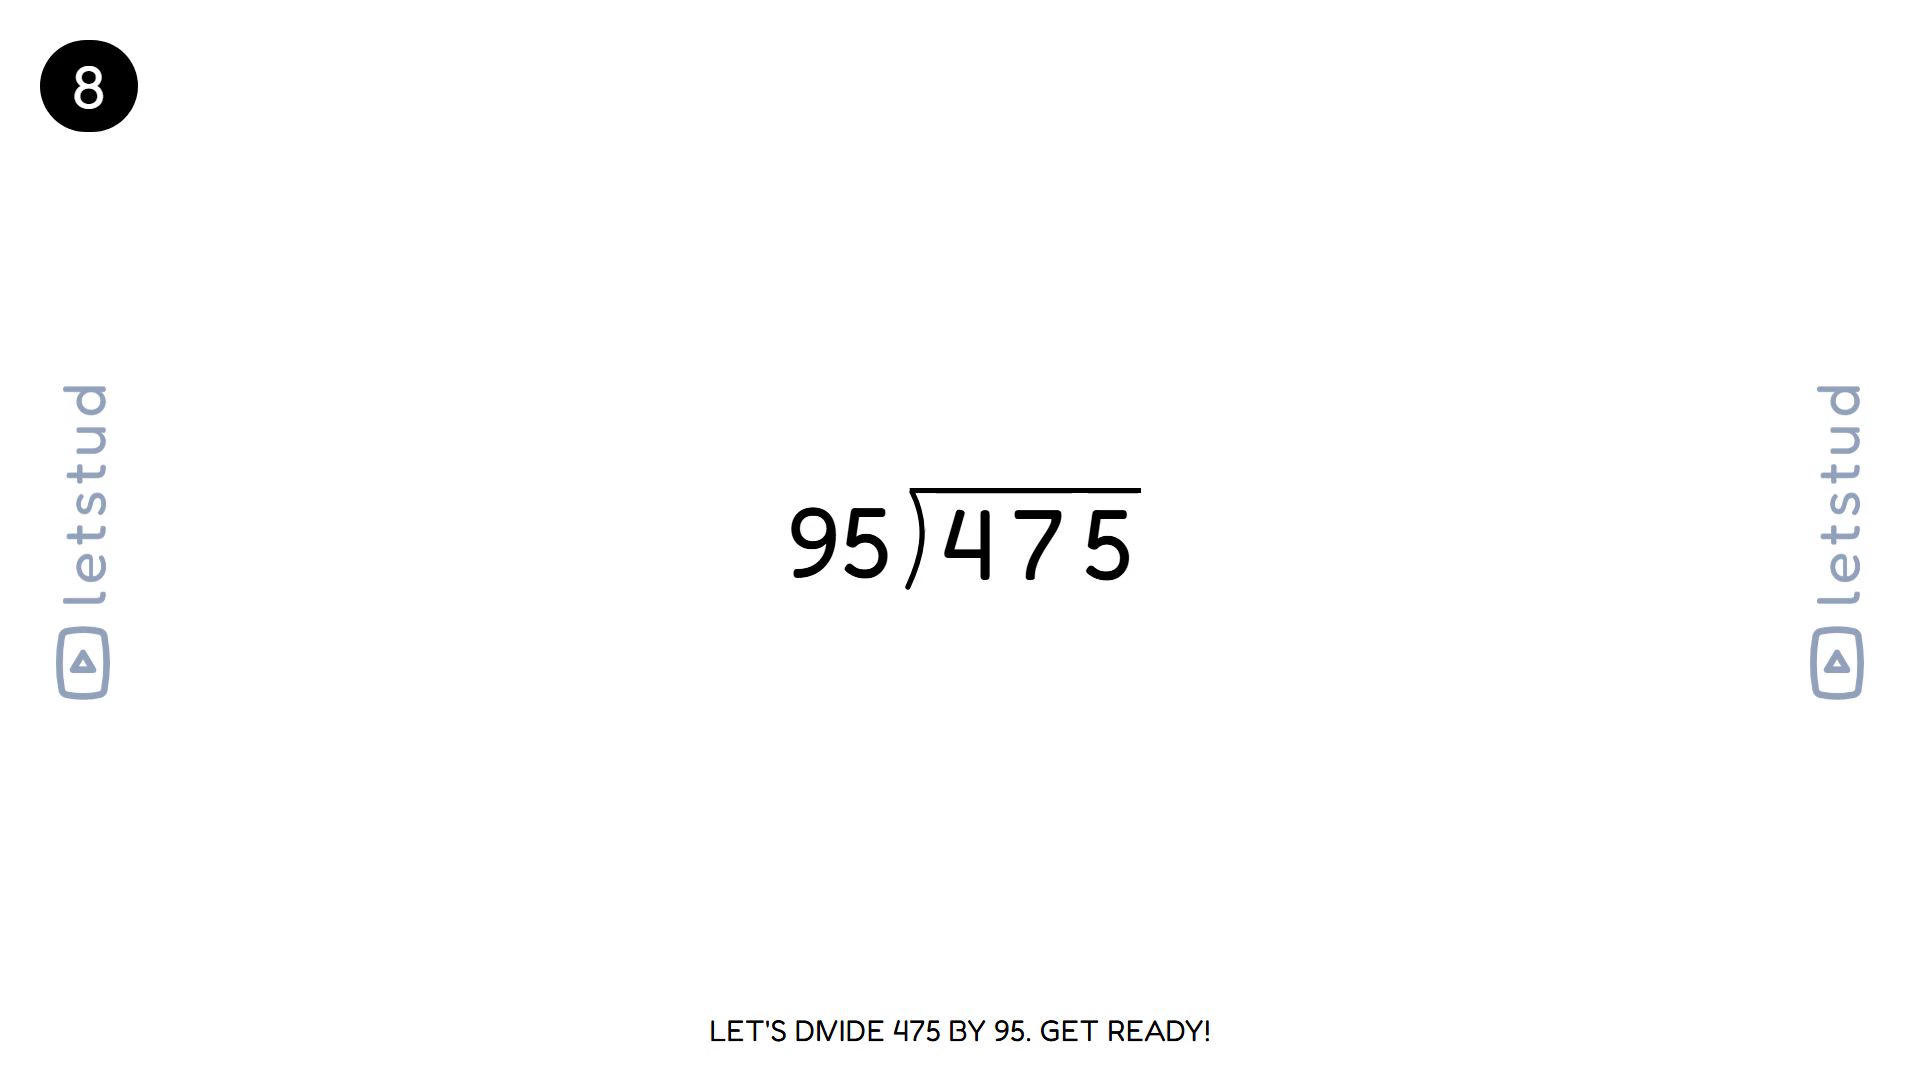 8
letstud
95)475
letstud
LET'S DIVIDE 475 BY 95. GET READY!